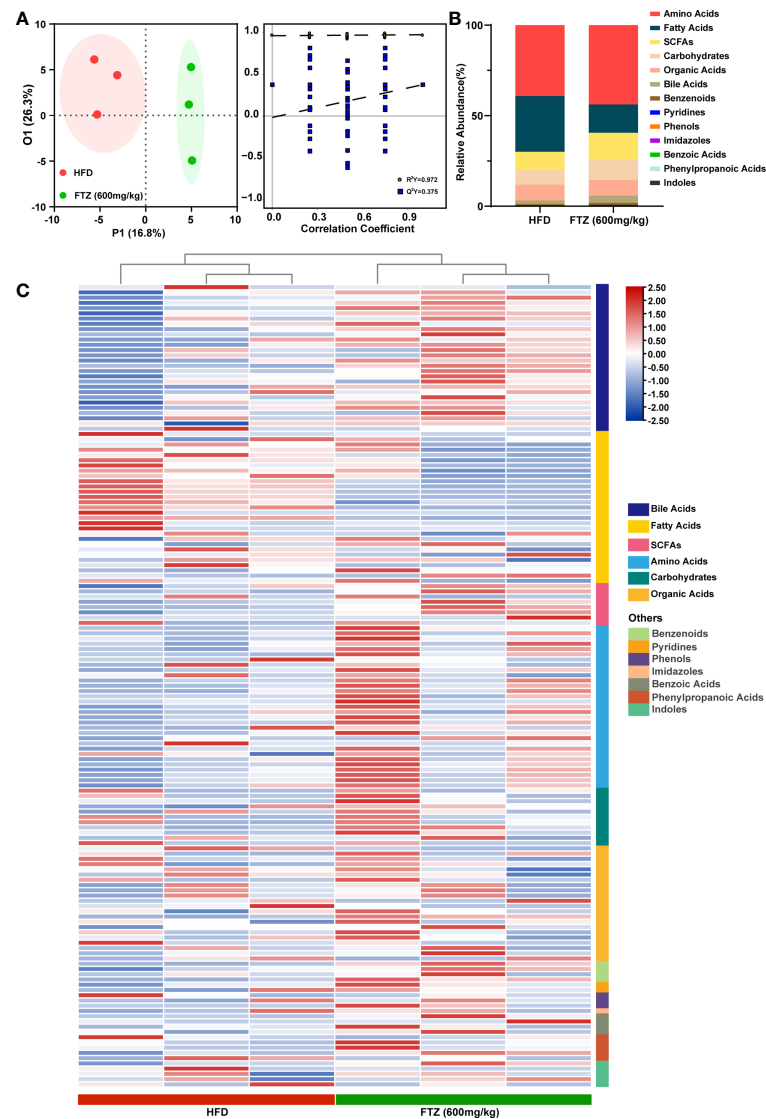 A
O1 (26.3%)
10
5
0
-5
-10
-10
-5
0
5
10
P1 (16.8%)
HFD
FTZ (600mg/kg)
1.0
0.5
0.0
-0.5
-1.0
0.0
0.3
0.6
0.9
Correlation Coefficient
R²Y=0.972
Q²Y=0.375
B
Relative Abundance(%)
100
50
0
HFD
FTZ (600mg/kg)
Amino Acids
Fatty Acids
SCFAs
Carbohydrates
Organic Acids
Bile Acids
Benzenoids
Pyridines
Phenols
Imidazoles
Benzoic Acids
Phenylpropanoic Acids
Indoles
C
2.50
2.00
1.50
1.00
0.50
0.00
-0.50
-1.00
-1.50
-2.00
-2.50
Bile Acids
Fatty Acids
SCFAs
Amino Acids
Carbohydrates
Organic Acids
Others
Benzenoids
Pyridines
Phenols
Imidazoles
Benzoic Acids
Phenylpropanoic Acids
Indoles
HFD
FTZ (600mg/kg)